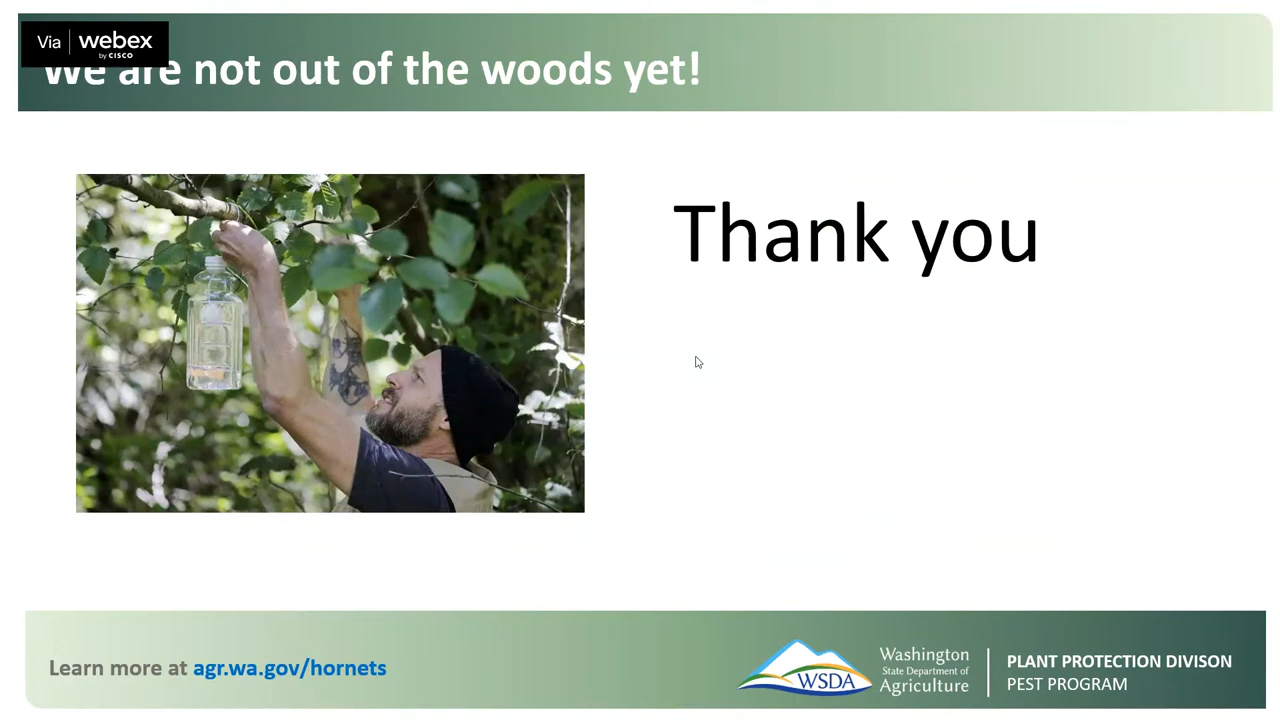 Via webex
by CISCO
We are not out of the woods yet!
Thank you
Learn more at agr.wa.gov/hornets
WSDA
Washington
State Department of
Agriculture
PLANT PROTECTION DIVISON
PEST PROGRAM